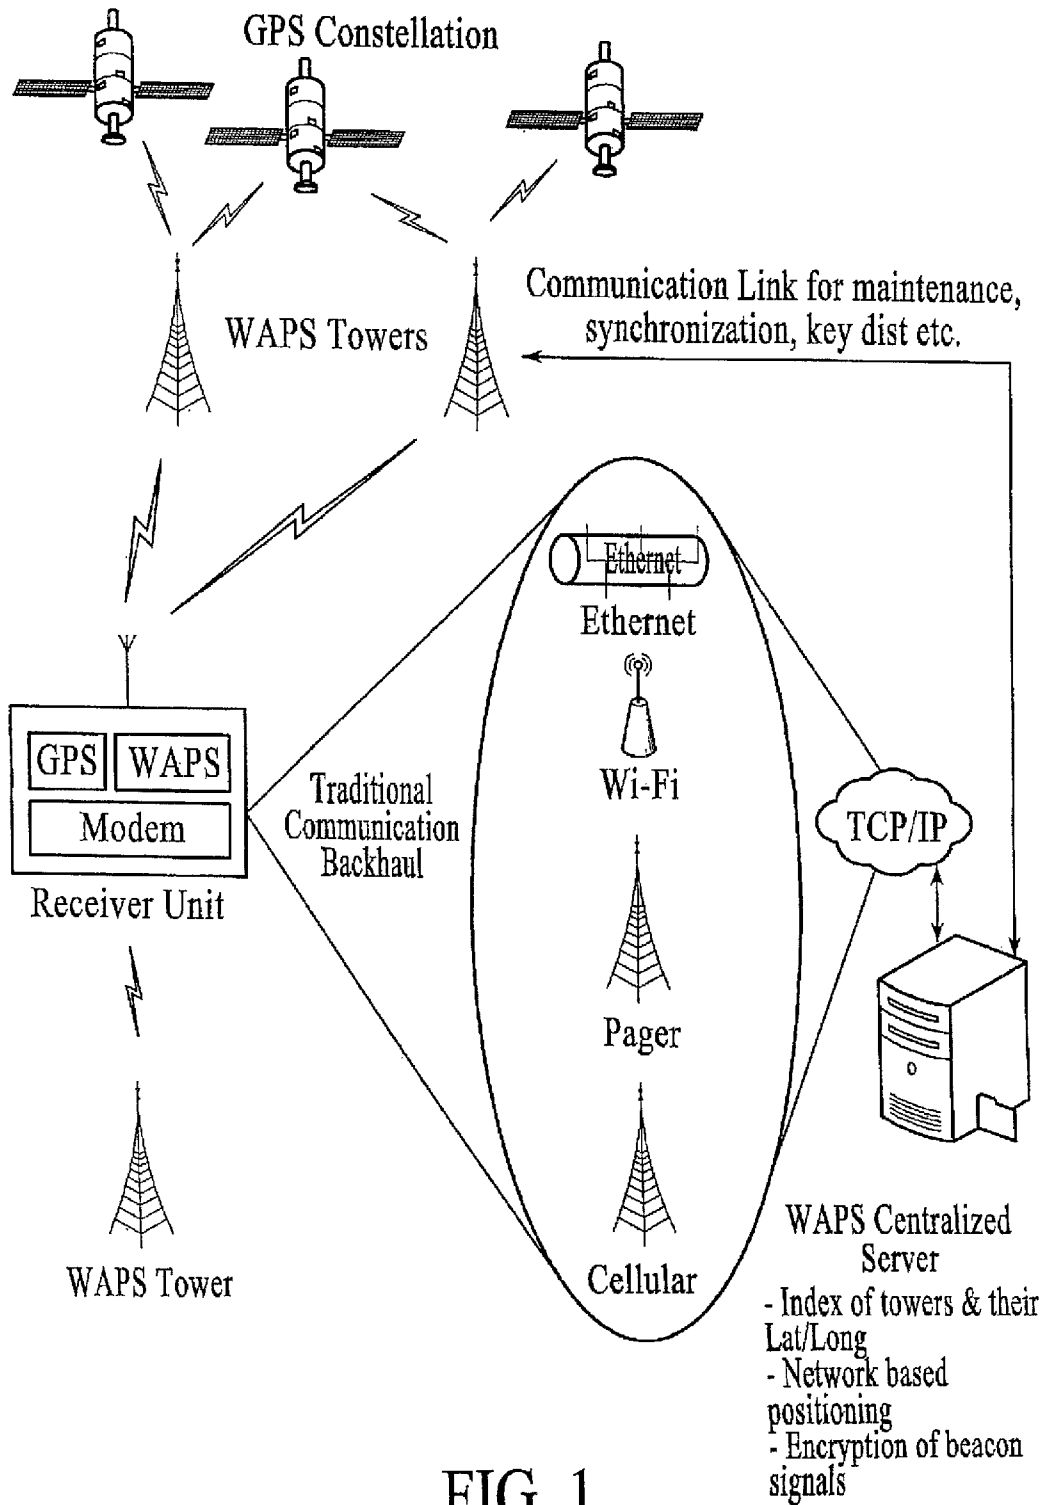 GPS Constellation
Communication Link for maintenance,
synchronization, key dist etc.
WAPS Towers
Ethernet
Ethernet
Wi-Fi
GPS
WAPS
Modem
Receiver Unit
Traditional
Communication
Backhaul
TCP/IP
Pager
WAPS Tower
Cellular
WAPS Centralized
Server
- Index of towers & their
Lat/Long
- Network based
positioning
- Encryption of beacon
signals
FIG. 1